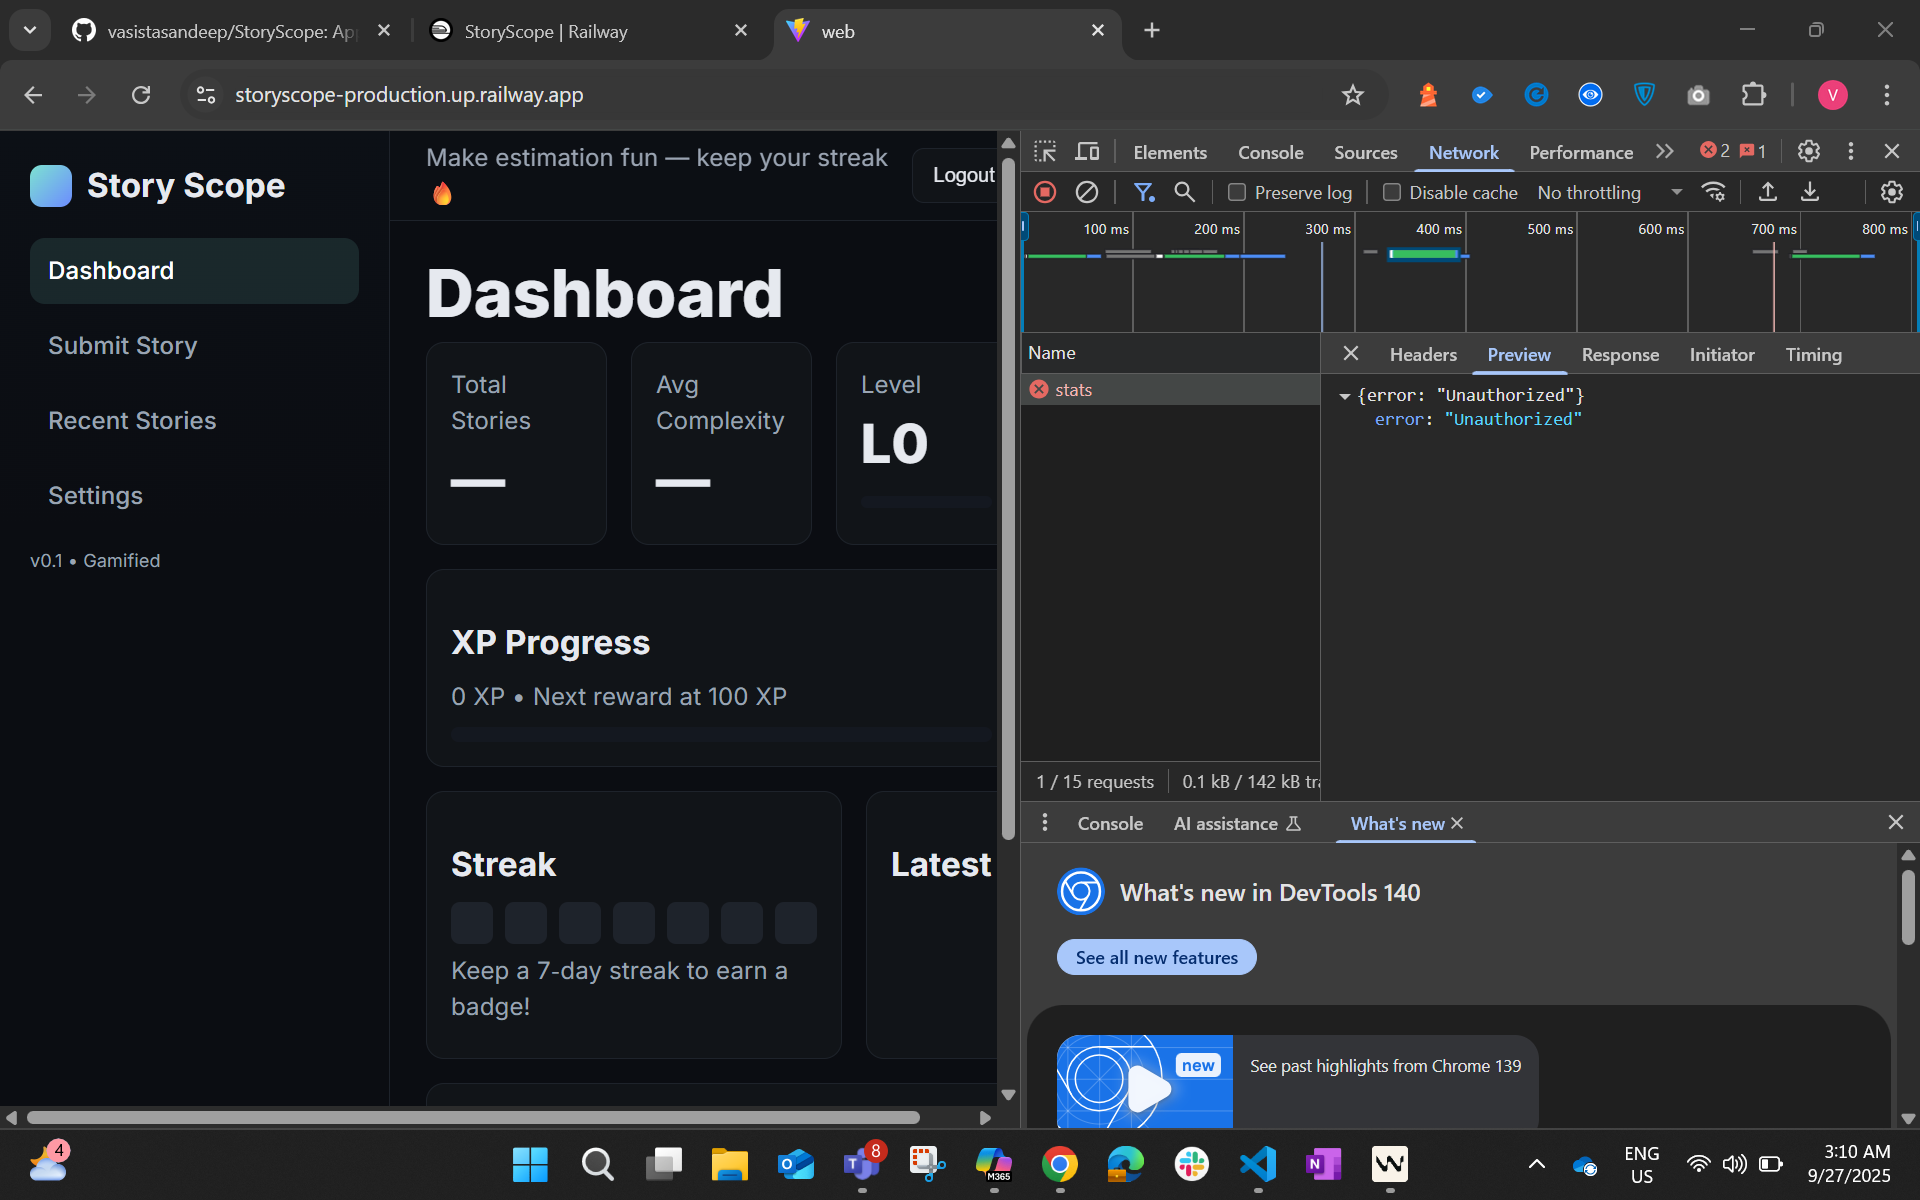 vasistasandeep/StoryScope: Ap
StoryScope | Railway
web
storyscope-production.up.railway.app
V
Story Scope
Dashboard
Submit Story
Recent Stories
Settings
v0.1 • Gamified
Make estimation fun — keep your streak
🔥
Logout
Dashboard
Total
Stories
—
Avg
Complexity
—
Level
L0
XP Progress
0 XP • Next reward at 100 XP
Streak
Keep a 7-day streak to earn a
badge!
Latest
Elements
Console
Sources
Network
Performance
2
1
Preserve log
Disable cache
No throttling
100 ms
200 ms
300 ms
400 ms
500 ms
600 ms
700 ms
800 ms
Name
stats
Headers
Preview
Response
Initiator
Timing
{error: "Unauthorized"}
error: "Unauthorized"
1 / 15 requests
0.1 kB / 142 kB tra
Console
AI assistance
What's new
What's new in DevTools 140
See all new features
new
See past highlights from Chrome 139
4
8
M365
ENG
US
3:10 AM
9/27/2025